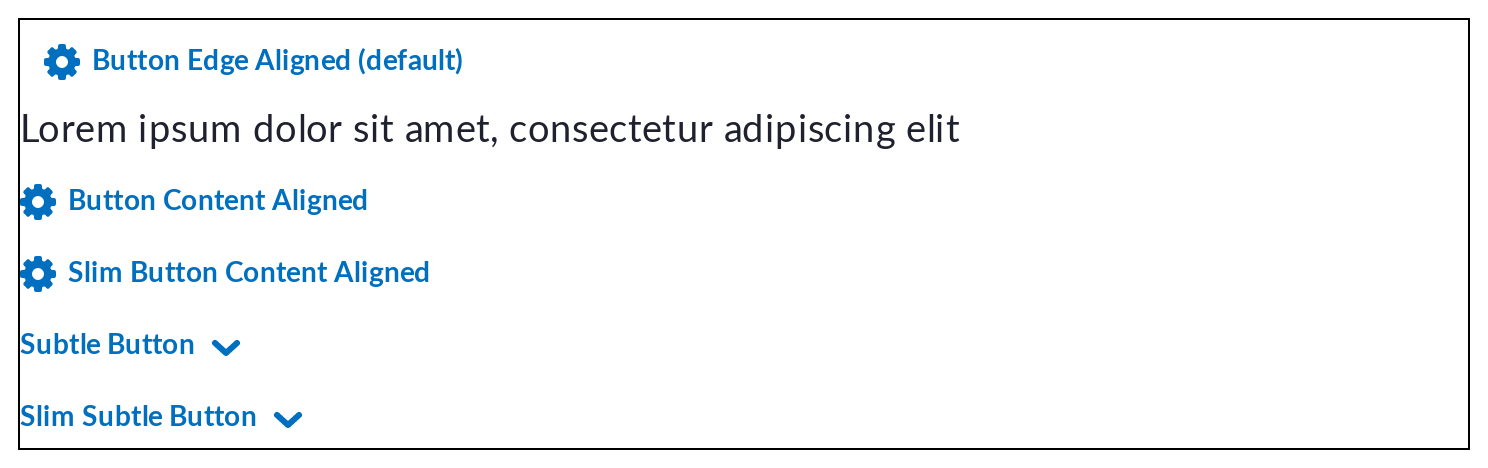 Button Edge Aligned (default)
Lorem ipsum dolor sit amet, consectetur adipiscing elit
Button Content Aligned
Slim Button Content Aligned
Subtle Button
Slim Subtle Button